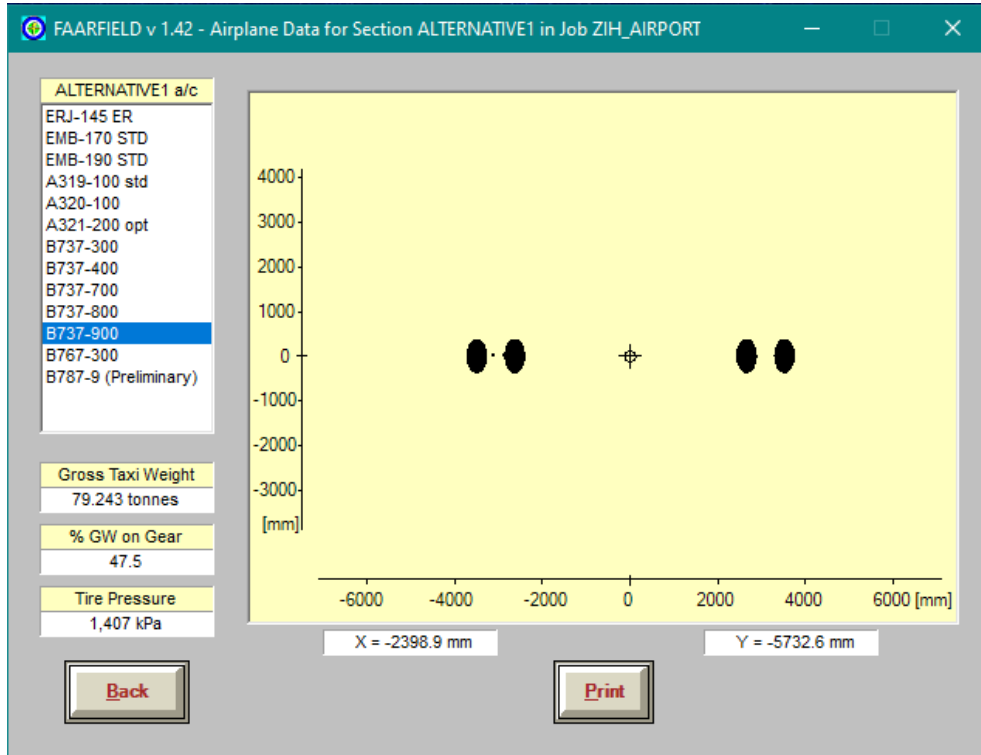 FAARFIELD v 1.42 - Airplane Data for Section ALTERNATIVE1 in Job ZIH_AIRPORT
ALTERNATIVE1 a/c
ERJ-145 ER
EMB-170 STD
EMB-190 STD
A319-100 std
A320-100
A321-200 opt
B737-300
B737-400
B737-700
B737-800
B737-900
B767-300
B787-9 (Preliminary)
Gross Taxi Weight
79.243 tonnes
% GW on Gear
47.5
Tire Pressure
1,407 kPa
4000
3000
2000
1000
0
-1000
-2000
-3000
[mm]
-6000 -4000 -2000 0 2000 4000 6000 [mm]
X = -2398.9 mm Y = -5732.6 mm
Back Print